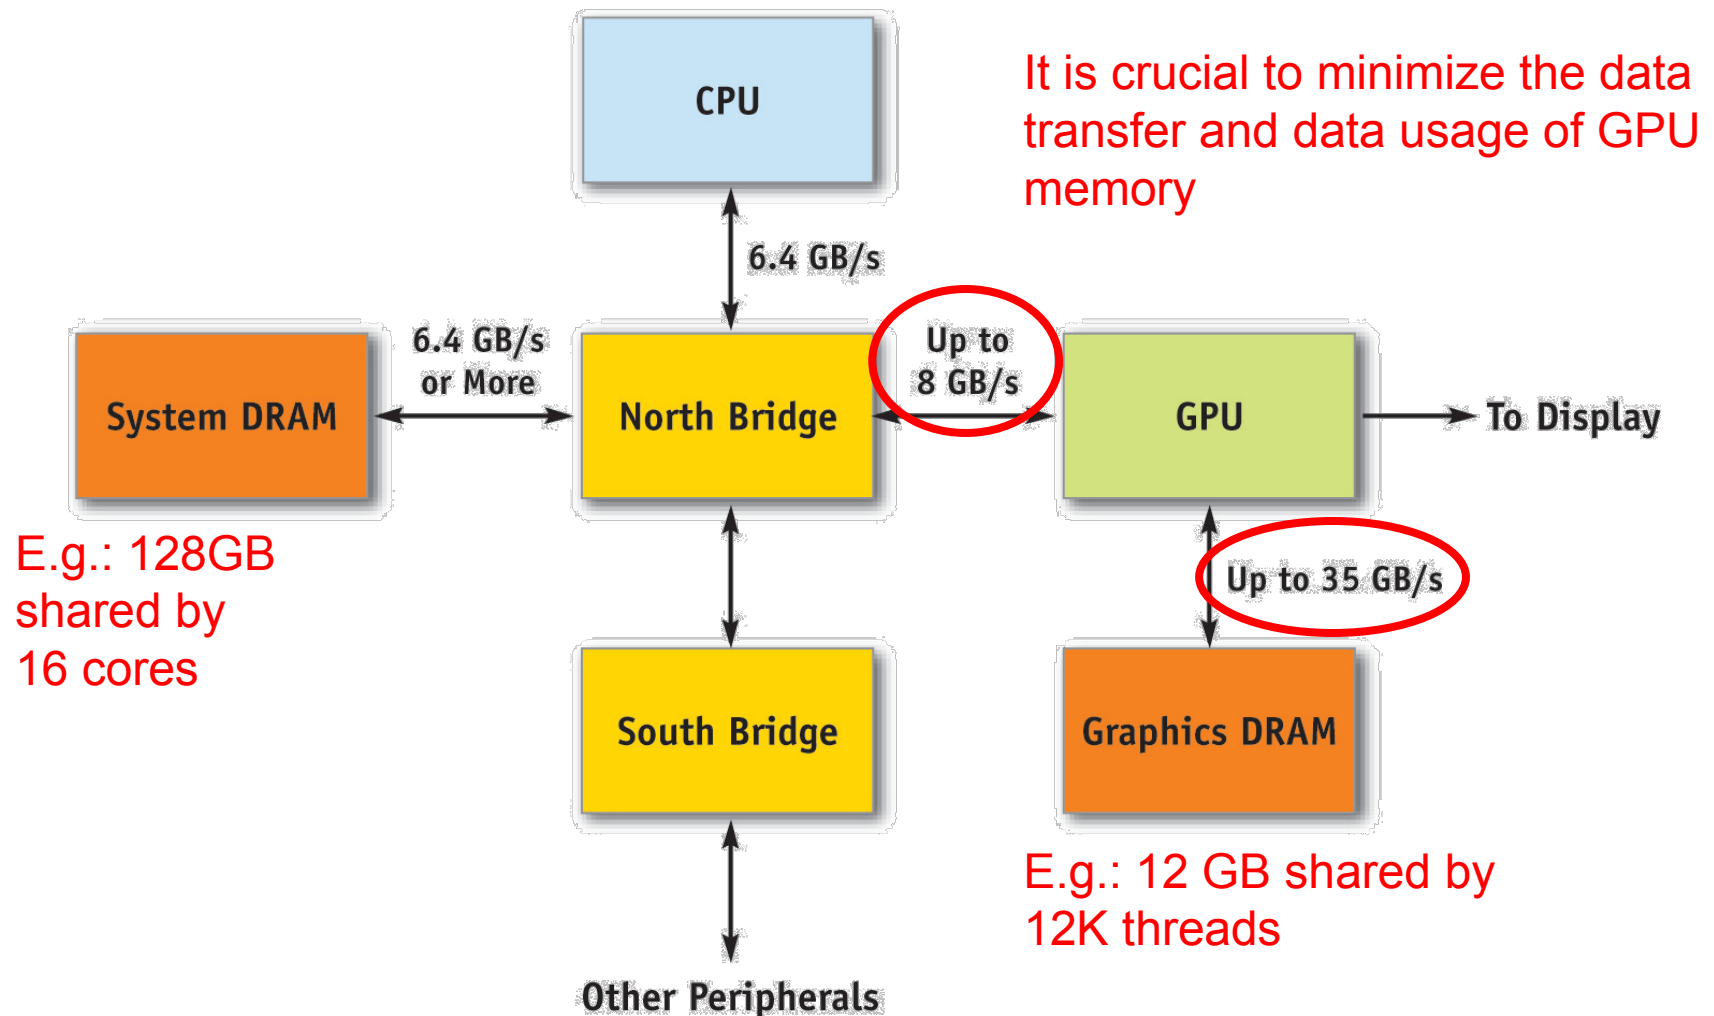 CPU
It is crucial to minimize the data
transfer and data usage of GPU
memory
6.4 GB/s
6.4 GB/s
or More
Up to
8 GB/s
System DRAM
North Bridge
GPU
To Display
E.g.: 128GB
shared by
16 cores
Up to 35 GB/s
South Bridge
Graphics DRAM
E.g.: 12 GB shared by
12K threads
Other Peripherals